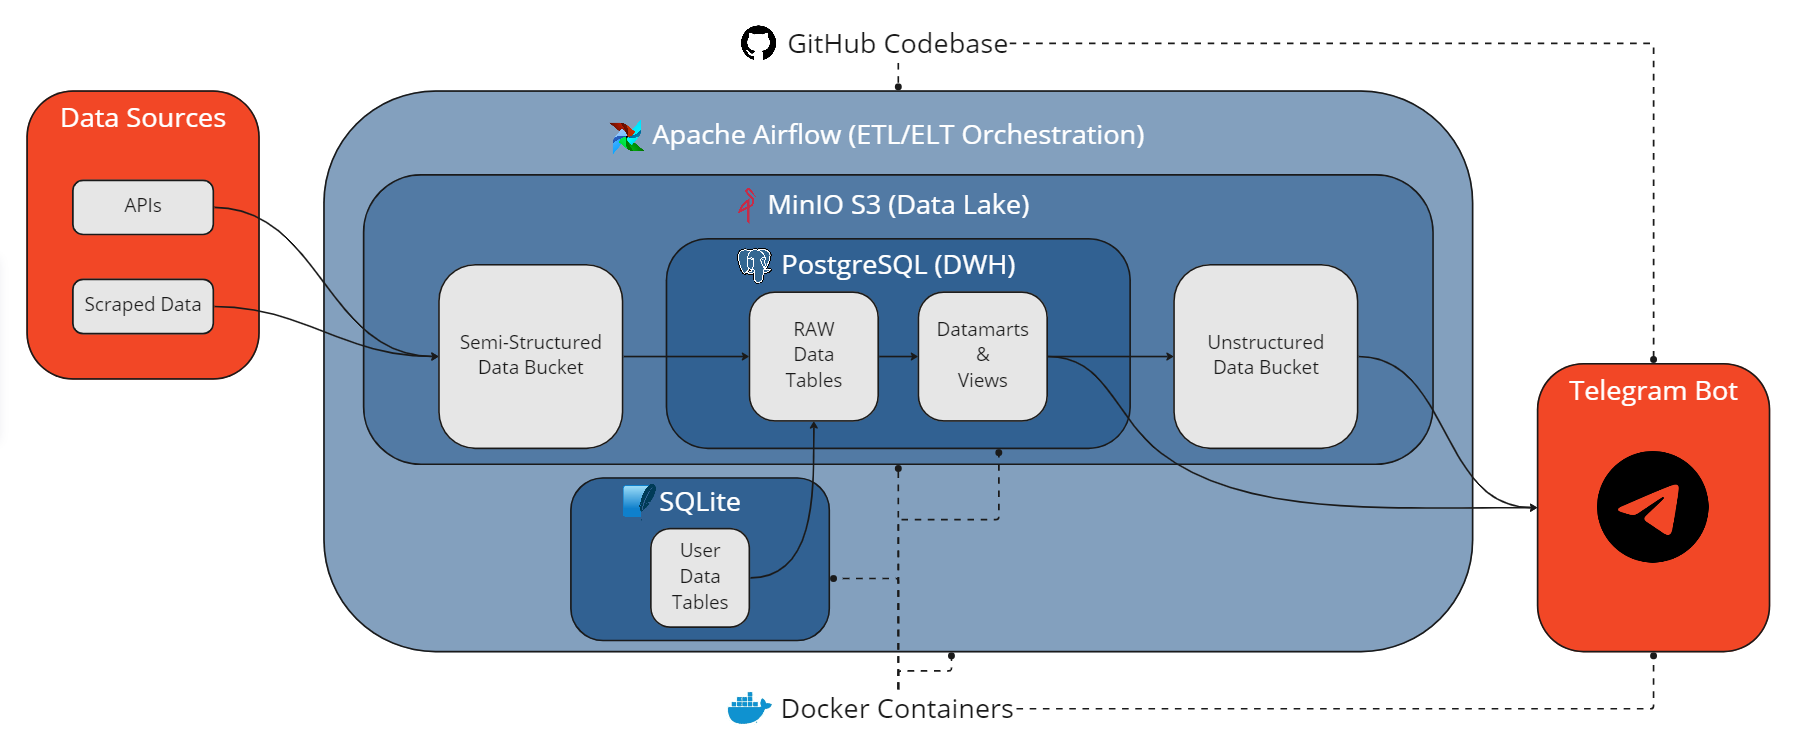 GitHub Codebase
Data Sources
APIs
Scraped Data
Apache Airflow (ETL/ELT Orchestration)
MinIO S3 (Data Lake)
PostgreSQL (DWH)
Semi-Structured
Data Bucket
RAW
Data
Tables
Datamarts
&
Views
Unstructured
Data Bucket
SQLite
User
Data
Tables
Telegram Bot
Docker Containers